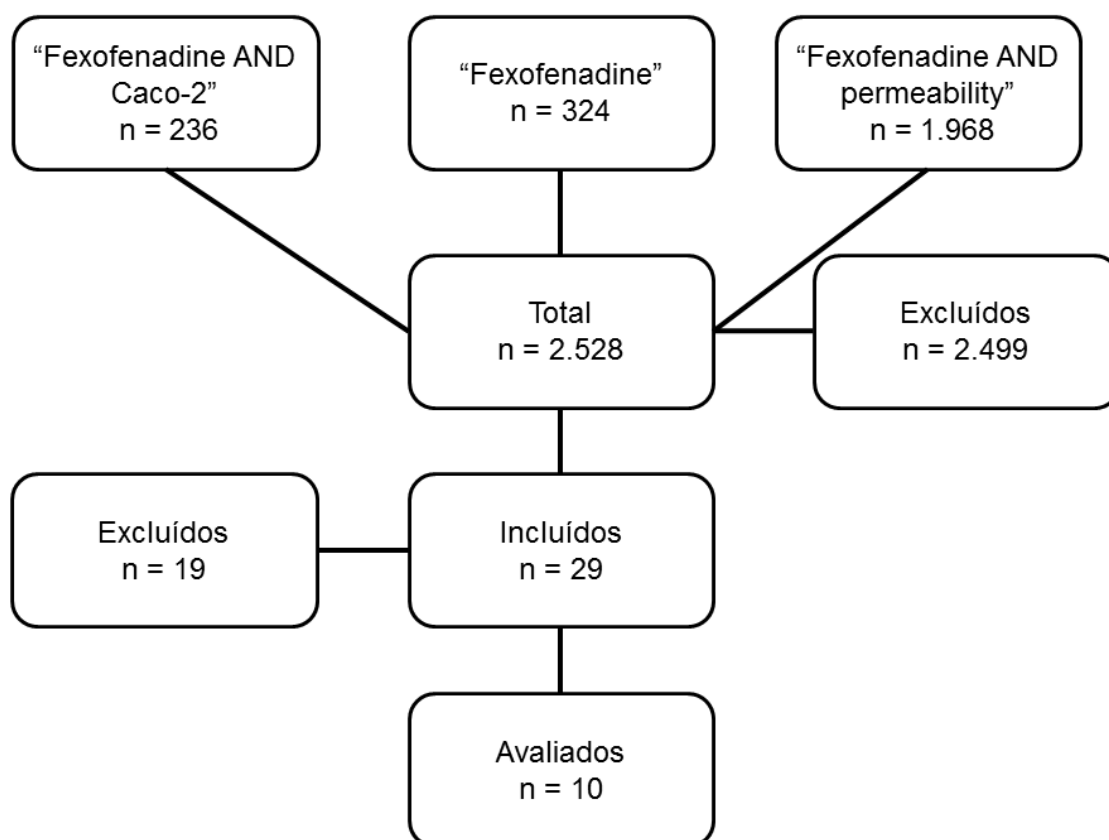 “Fexofenadine AND
Caco-2”
n = 236
“Fexofenadine”
n = 324
“Fexofenadine AND
permeability”
n = 1.968
Total
n = 2.528
Excluídos
n = 2.499
Excluídos
n = 19
Incluídos
n = 29
Avaliados
n = 10